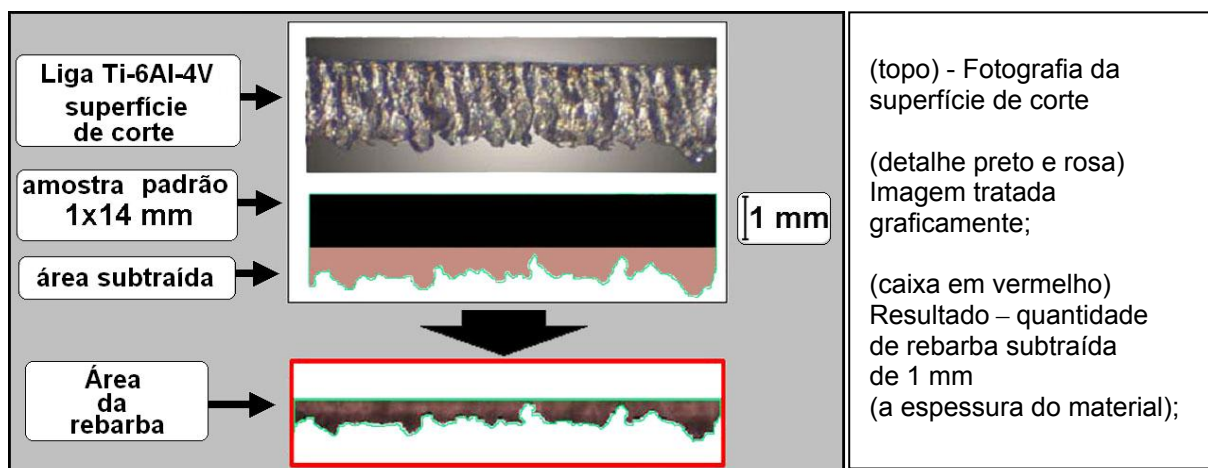 Liga Ti-6Al-4V
superfície
de corte
amostra padrão
1x14 mm
1 mm
área subtraída
Área
da
rebarba
(topo) - Fotografia da
superfície de corte
(detalhe preto e rosa)
Imagem tratada
graficamente;
(caixa em vermelho)
Resultado – quantidade
de rebarba subtraída
de 1 mm
(a espessura do material);